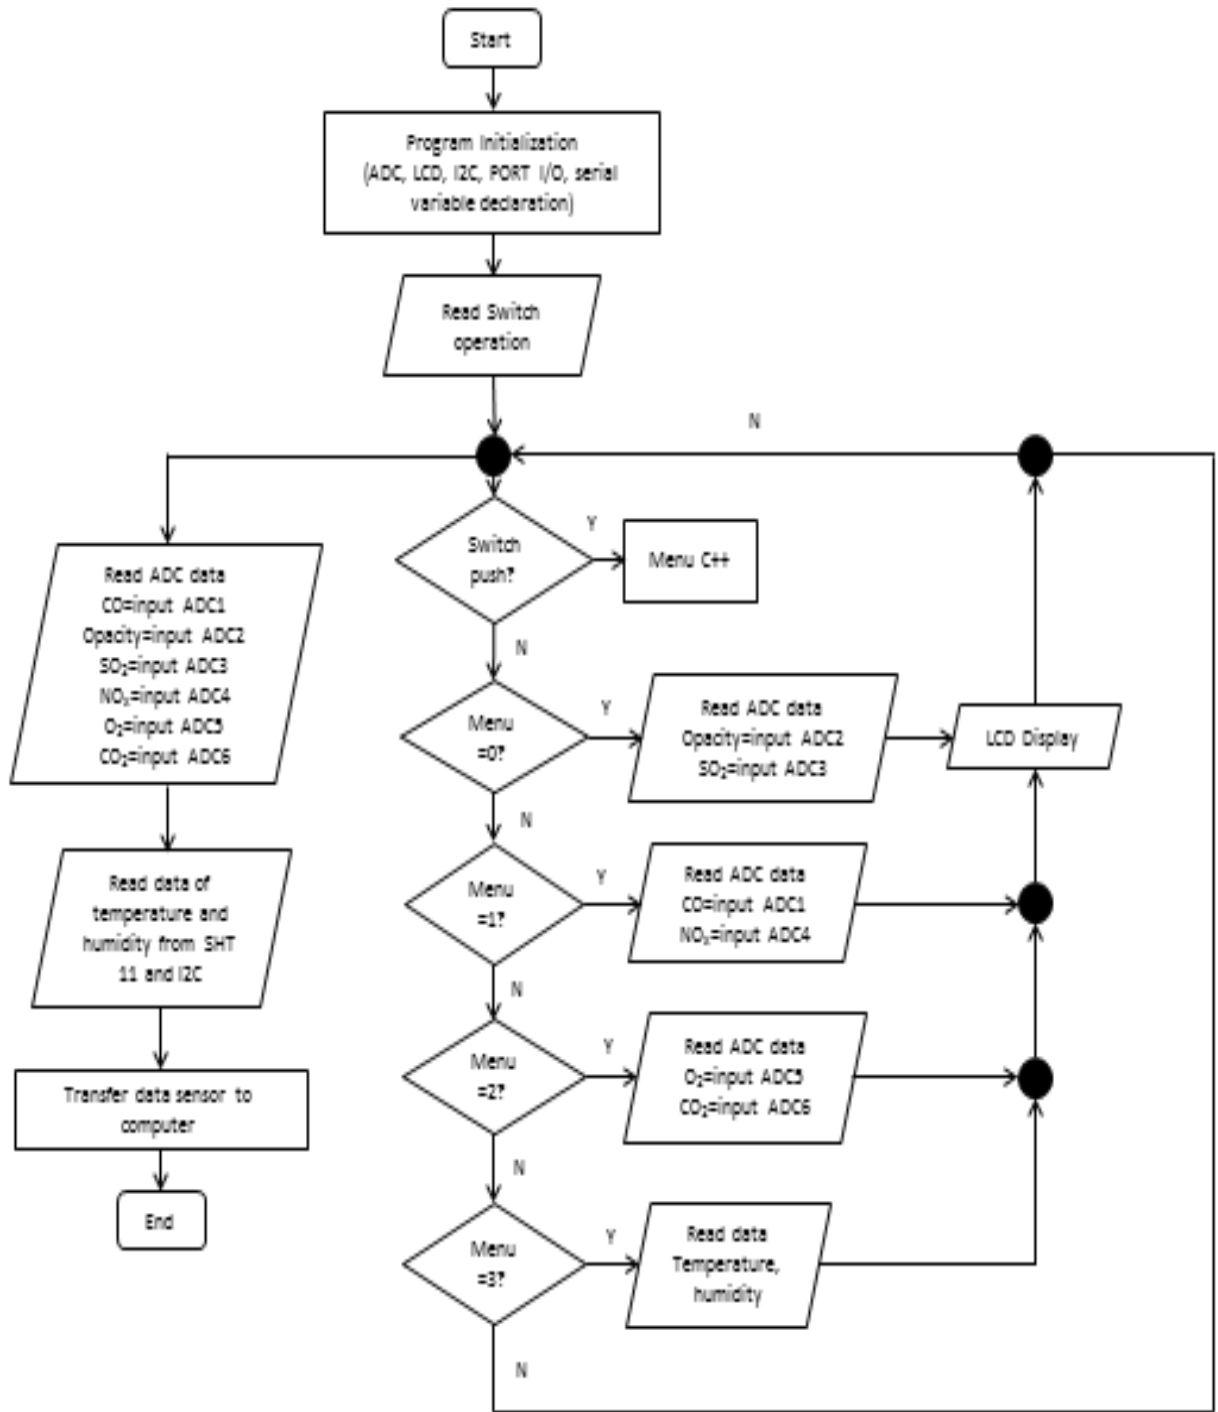 Start
Program Initialization
(ADC, LCD, I2C, PORT I/O, serial
variable declaration)
Read Switch
operation
N
Switch
push?
Y
Menu C++
N
Read ADC data
CO=input ADC1
Opacity=input ADC2
SO₂=input ADC3
NOₓ=input ADC4
O₂=input ADC5
CO₂=input ADC6
Menu
=0?
Y
Read ADC data
Opacity=input ADC2
SO₂=input ADC3
LCD Display
N
Menu
=1?
Y
Read ADC data
CO=input ADC1
NOₓ=input ADC4
Read data of
temperature and
humidity from SHT
11 and I2C
N
Menu
=2?
Y
Read ADC data
O₂=input ADC5
CO₂=input ADC6
Transfer data sensor to
computer
N
End
Menu
=3?
Y
Read data
Temperature,
humidity
N